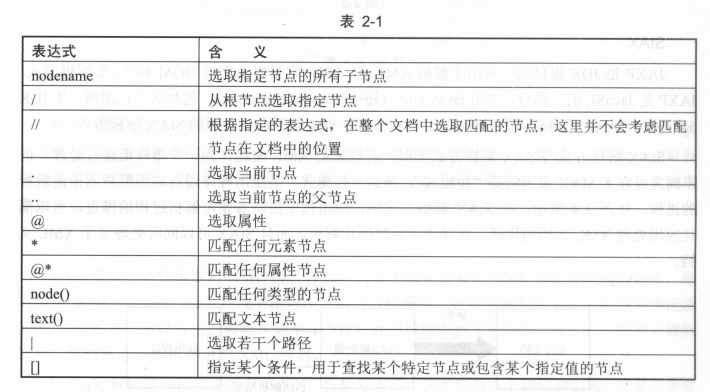 表 2-1
表达式 含 义
nodename 选取指定节点的所有子节点
/ 从根节点选取指定节点
// 根据指定的表达式，在整个文档中选取匹配的节点，这里并不会考虑匹配
节点在文档中的位置
. 选取当前节点
.. 选取当前节点的父节点
@ 选取属性
* 匹配任何元素节点
@* 匹配任何属性节点
node() 匹配任何类型的节点
text() 匹配文本节点
| 选取若干个路径
[] 指定某个条件，用于查找某个特定节点或包含某个指定值的节点